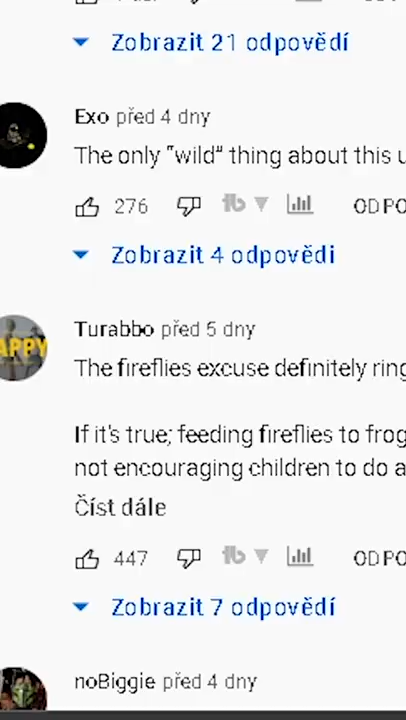 Zobrazit 21 odpovědí
Exo před 4 dny
The only "wild" thing about this u
276 ODPO
Zobrazit 4 odpovědi
APPY
Turabbo před 5 dny
The fireflies excuse definitely ring
If it's true; feeding fireflies to frog
not encouraging children to do a
Číst dále
447 ODPO
Zobrazit 7 odpovědí
noBiggie před 4 dny